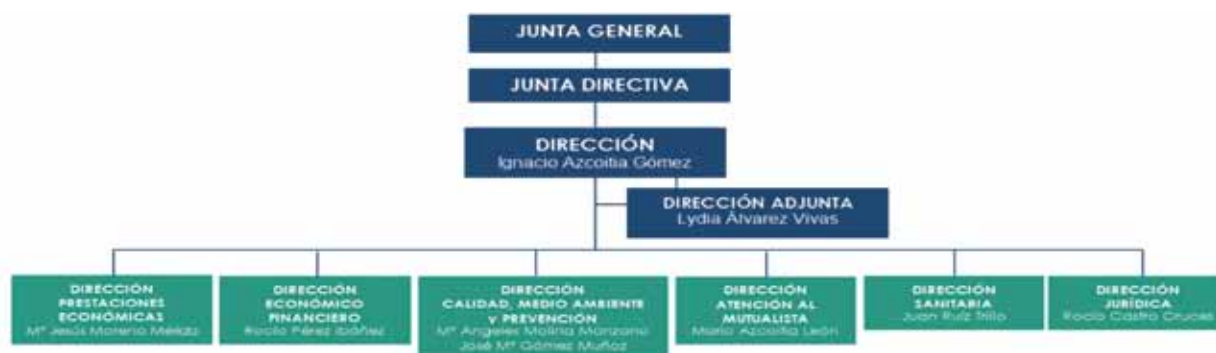 JUNTA GENERAL
JUNTA DIRECTIVA
DIRECCIÓN
Ignacio Azcoitia Gómez
DIRECCIÓN ADJUNTA
Lydia Álvarez Vivas
DIRECCIÓN
PRESTACIONES
ECONÓMICAS
Mª Jesús Moreno Mérida
DIRECCIÓN
ECONÓMICO
FINANCIERO
Rocío Pérez Ibáñez
DIRECCIÓN
CALIDAD, MEDIO AMBIENTE
y PREVENCIÓN
Mª Ángeles Molina Manzano
José Mª Gómez Muñoz
DIRECCIÓN
ATENCIÓN AL
MUTUALISTA
Azcoitia León
DIRECCIÓN
SANITARIA
Juan Ruíz Trillo
DIRECCIÓN
JURÍDICA
Rocío Castro Cruces